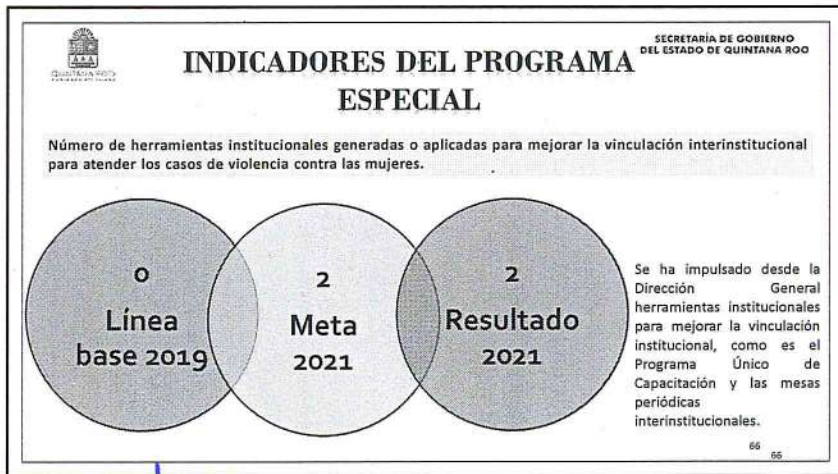 SECRETARÍA DE GOBIERNO
DEL ESTADO DE QUINTANA ROO
QUINTANA ROO
INDICADORES DEL PROGRAMA
ESPECIAL
Número de herramientas institucionales generadas o aplicadas para mejorar la vinculación interinstitucional
para atender los casos de violencia contra las mujeres.
0
Línea
base 2019
2
Meta
2021
2
Resultado
2021
Se ha impulsado desde la
Dirección General
herramientas institucionales
para mejorar la vinculación
institucional, como es el
Programa Único de
Capacitación y las mesas
periódicas
interinstitucionales.
66
66